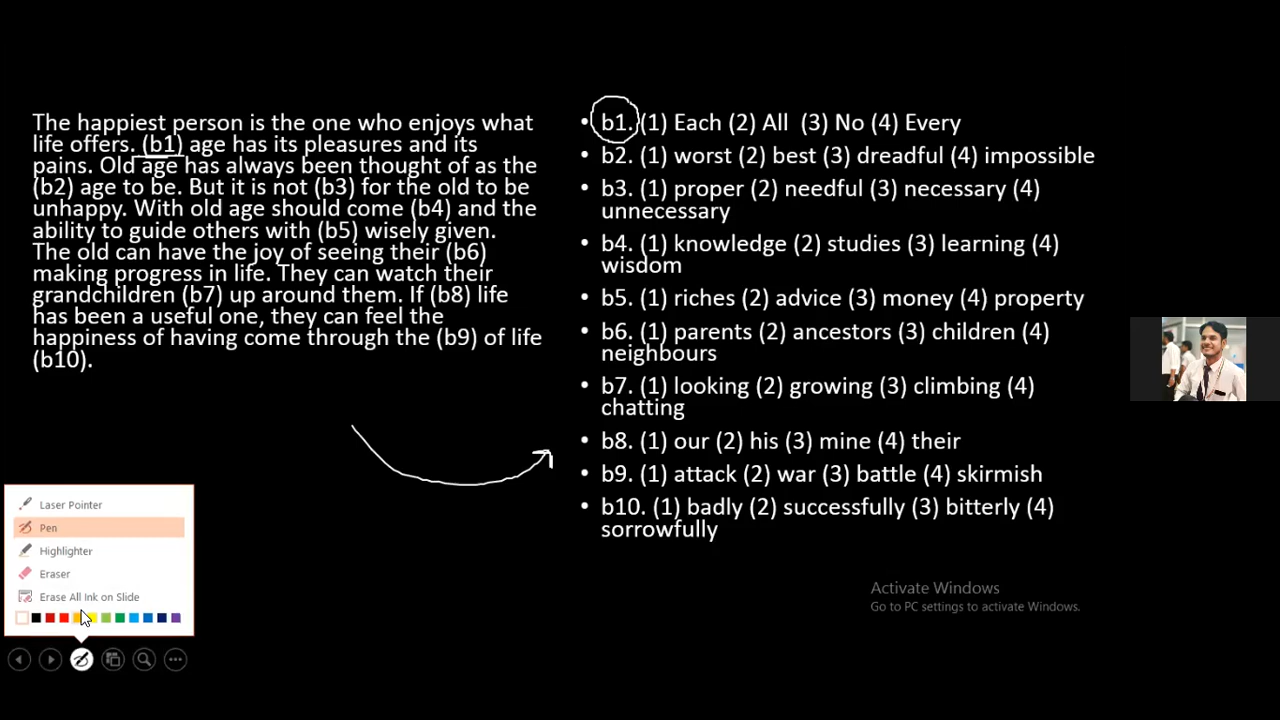 The happiest person is the one who enjoys what
life offers. (b1) age has its pleasures and its
pains. Old age has always been thought of as the
(b2) age to be. But it is not (b3) for the old to be
unhappy. With old age should come (b4) and the
ability to guide others with (b5) wisely given.
The old can have the joy of seeing their (b6)
making progress in life. They can watch their
grandchildren (b7) up around them. If (b8) life
has been a useful one, they can feel the
happiness of having come through the (b9) of life
(b10).
• b1. (1) Each (2) All (3) No (4) Every
• b2. (1) worst (2) best (3) dreadful (4) impossible
• b3. (1) proper (2) needful (3) necessary (4)
unnecessary
• b4. (1) knowledge (2) studies (3) learning (4)
wisdom
• b5. (1) riches (2) advice (3) money (4) property
• b6. (1) parents (2) ancestors (3) children (4)
neighbours
• b7. (1) looking (2) growing (3) climbing (4)
chatting
• b8. (1) our (2) his (3) mine (4) their
• b9. (1) attack (2) war (3) battle (4) skirmish
• b10. (1) badly (2) successfully (3) bitterly (4)
sorrowfully
Laser Pointer
Pen
Highlighter
Eraser
Erase All Ink on Slide
Activate Windows
Go to PC settings to activate Windows.